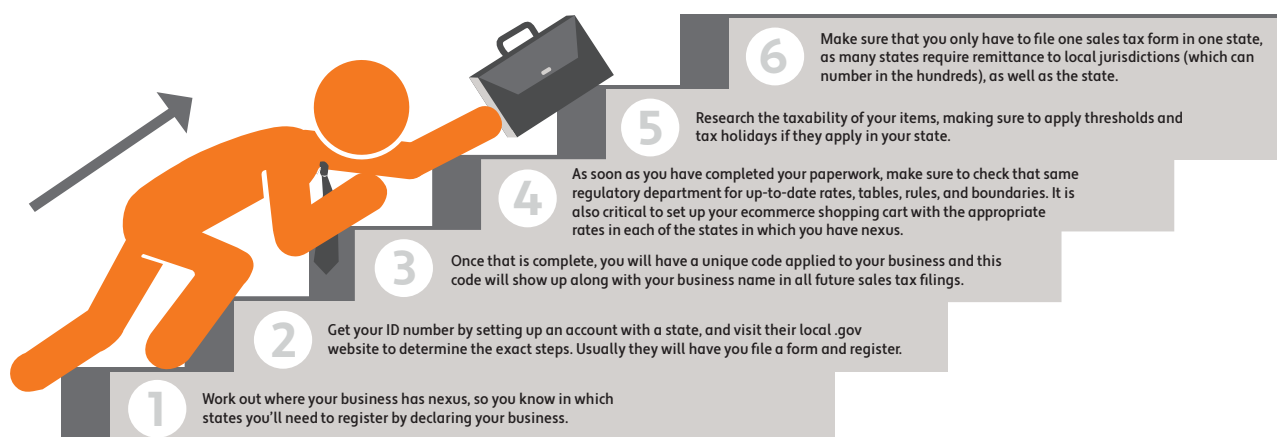 6
Make sure that you only have to file one sales tax form in one state,
as many states require remittance to local jurisdictions (which can
number in the hundreds), as well as the state.
5
Research the taxability of your items, making sure to apply thresholds and
tax holidays if they apply in your state.
4
As soon as you have completed your paperwork, make sure to check that same
regulatory department for up-to-date rates, tables, rules, and boundaries. It is
also critical to set up your ecommerce shopping cart with the appropriate
rates in each of the states in which you have nexus.
3
Once that is complete, you will have a unique code applied to your business and this
code will show up along with your business name in all future sales tax filings.
2
Get your ID number by setting up an account with a state, and visit their local .gov
website to determine the exact steps. Usually they will have you file a form and register.
1
Work out where your business has nexus, so you know in which
states you'll need to register by declaring your business.